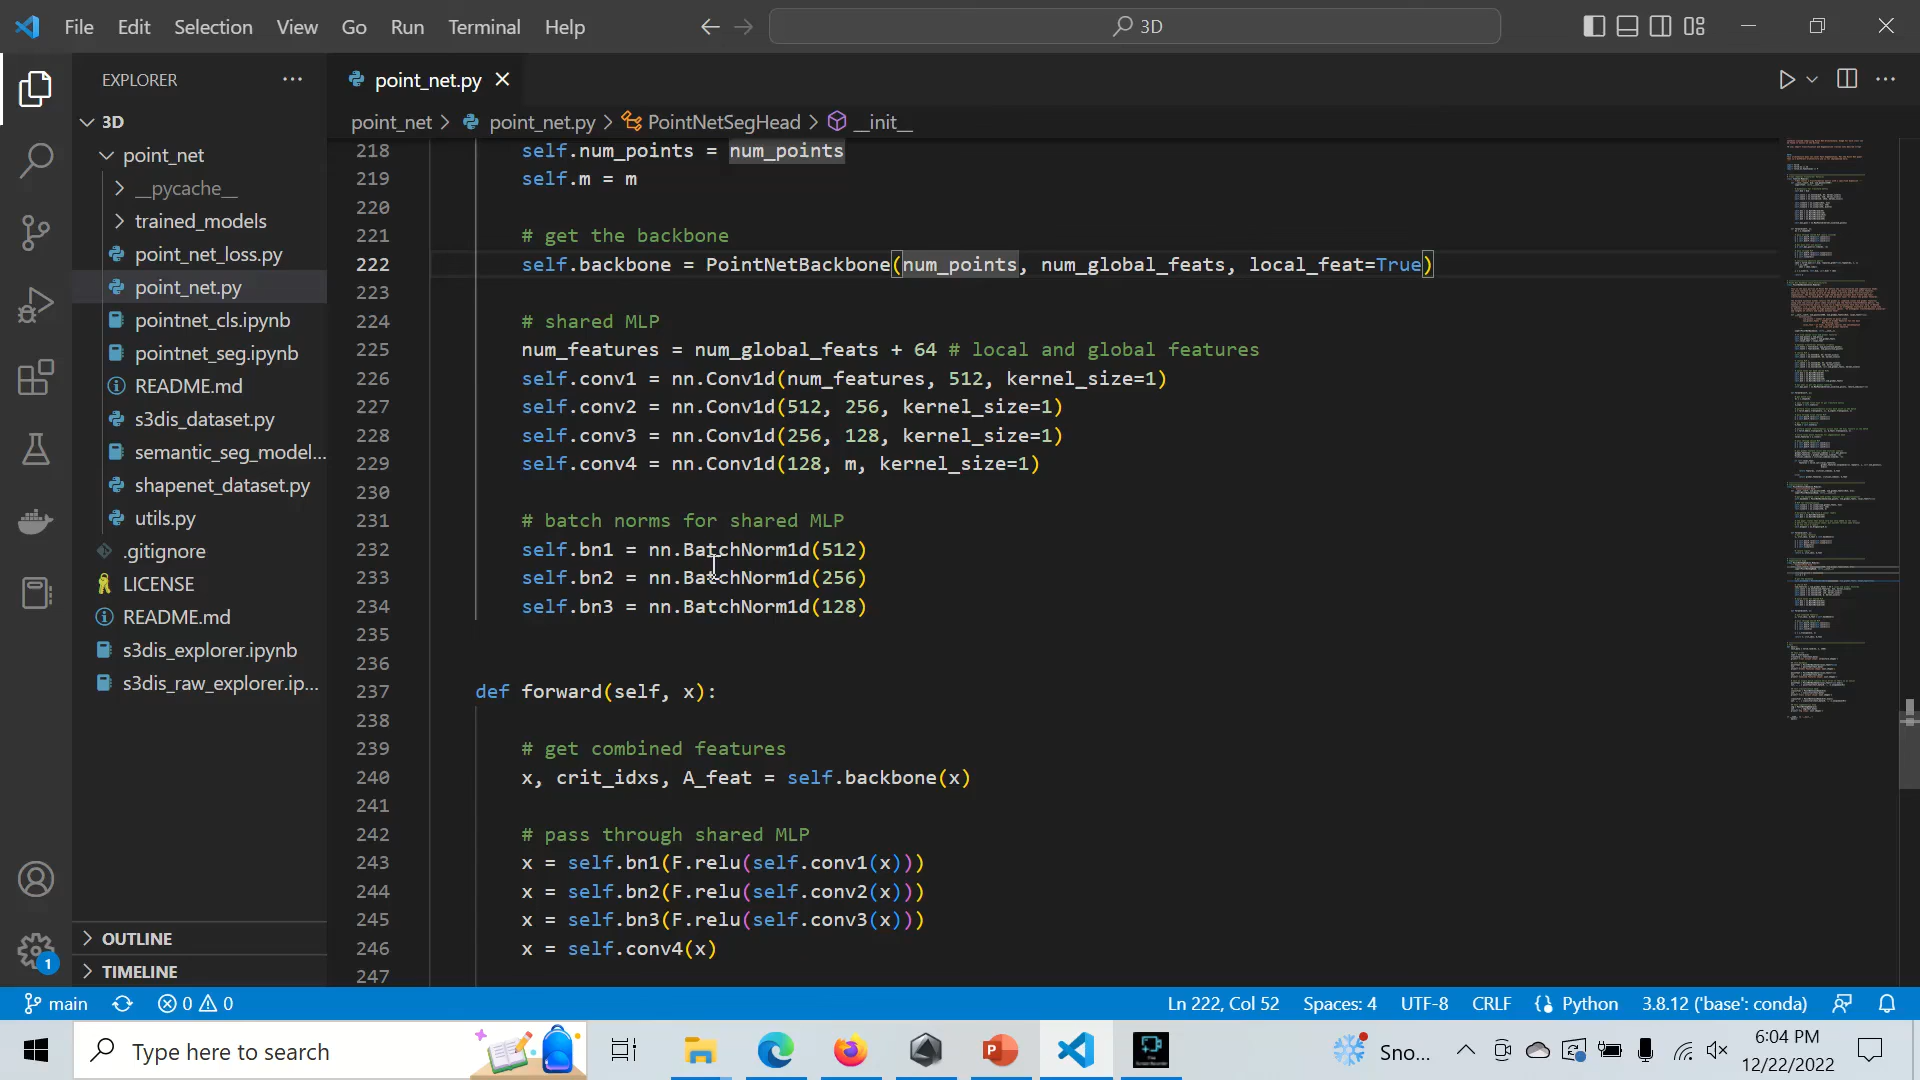 File Edit Selection View Go Run Terminal Help
3D
EXPLORER
point_net.py
3D
point_net > point_net.py > PointNetSegHead > __init__
point_net
__pycache__
trained_models
point_net_loss.py
point_net.py
pointnet_cls.ipynb
pointnet_seg.ipynb
README.md
s3dis_dataset.py
semantic_seg_model...
shapenet_dataset.py
utils.py
.gitignore
LICENSE
README.md
s3dis_explorer.ipynb
s3dis_raw_explorer.ip...
OUTLINE
TIMELINE
218 self.num_points = num_points
219 self.m = m
220
221 # get the backbone
222 self.backbone = PointNetBackbone(num_points, num_global_feats, local_feat=True)
223
224 # shared MLP
225 num_features = num_global_feats + 64 # local and global features
226 self.conv1 = nn.Conv1d(num_features, 512, kernel_size=1)
227 self.conv2 = nn.Conv1d(512, 256, kernel_size=1)
228 self.conv3 = nn.Conv1d(256, 128, kernel_size=1)
229 self.conv4 = nn.Conv1d(128, m, kernel_size=1)
230
231 # batch norms for shared MLP
232 self.bn1 = nn.BatchNorm1d(512)
233 self.bn2 = nn.BatchNorm1d(256)
234 self.bn3 = nn.BatchNorm1d(128)
235
236
237 def forward(self, x):
238
239 # get combined features
240 x, crit_idxs, A_feat = self.backbone(x)
241
242 # pass through shared MLP
243 x = self.bn1(F.relu(self.conv1(x)))
244 x = self.bn2(F.relu(self.conv2(x)))
245 x = self.bn3(F.relu(self.conv3(x)))
246 x = self.conv4(x)
247
1
main 0 0 Ln 222, Col 52 Spaces: 4 UTF-8 CRLF Python 3.8.12 ('base': conda)
Type here to search
Sno...
6:04 PM
12/22/2022